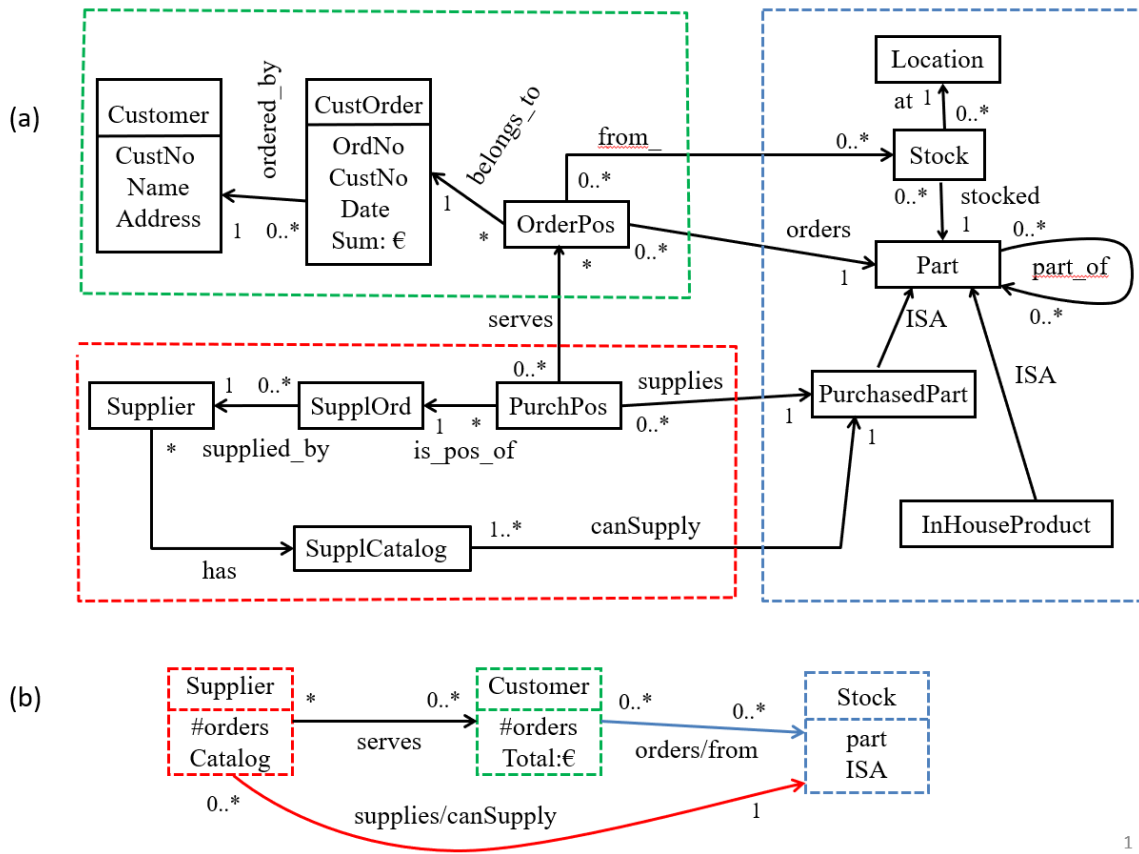 (a)
Customer
CustNo
Name
Address
ordered_by
1
0..*
CustOrder
OrdNo
CustNo
Date
Sum: €
belongs_to
1
*
OrderPos
from_
0..*
0..*
orders
0..*
1
*
Location
at
1
0..*
Stock
0..*
stocked
1
0..*
Part
part_of
0..*
serves
ISA
ISA
0..*
Supplier
1
0..*
supplied_by
SupplOrd
1
*
is_pos_of
PurchPos
supplies
0..*
1
PurchasedPart
1
*
has
SupplCatalog
1..*
canSupply
InHouseProduct
(b)
Supplier
#orders
Catalog
*
0..*
serves
Customer
#orders
Total:€
0..*
0..*
orders/from
Stock
part
ISA
0..*
supplies/canSupply
1
1